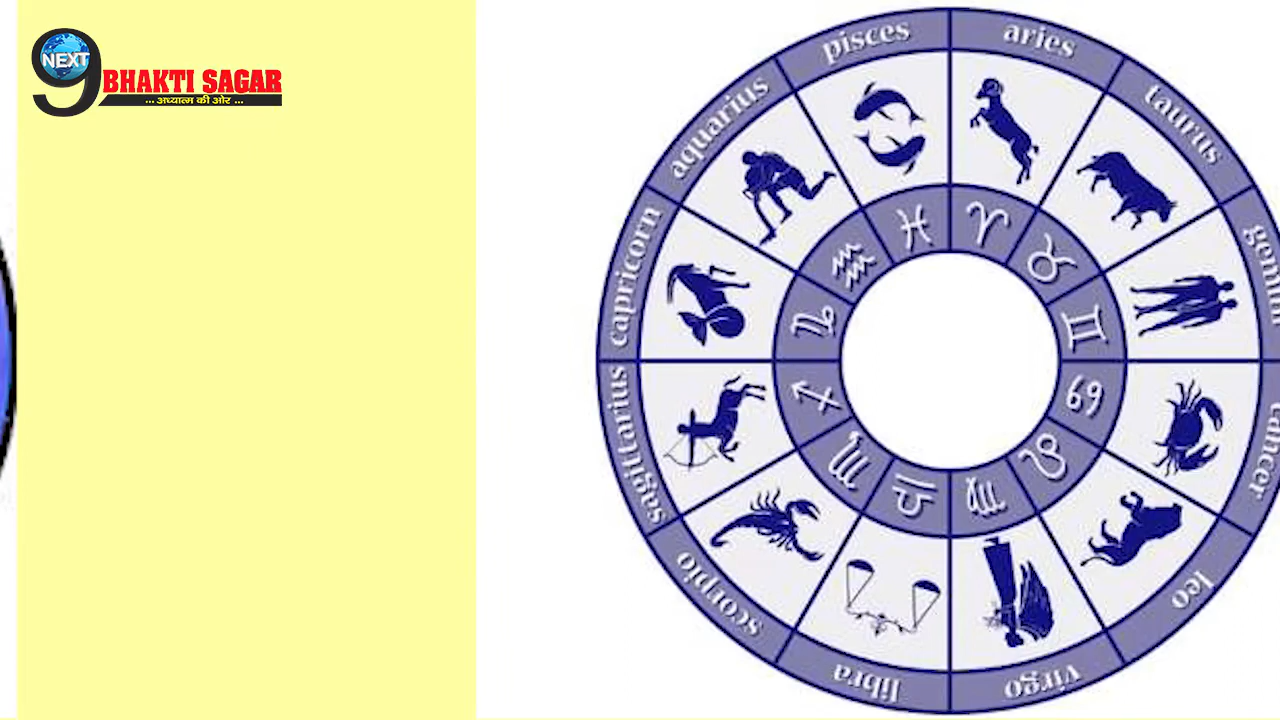 NEXT
9
BHAKTI SAGAR
... अध्यात्म की ओर ...
pisces
aries
aquarius
taurus
capricorn
gemini
sagittarius
cancer
scorpio
leo
libra
virgo